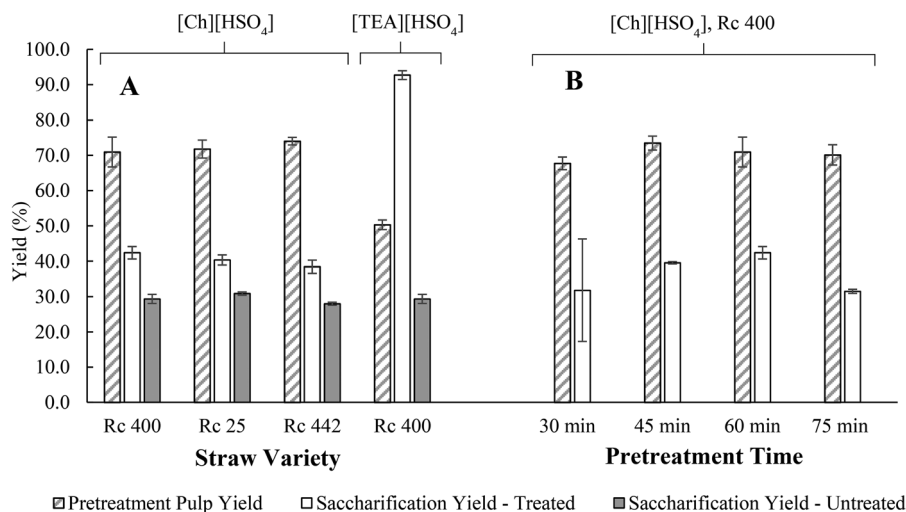 [Ch][HSO₄] [TEA][HSO₄] [Ch][HSO₄], Rc 400
100.0
90.0
80.0
70.0
60.0
50.0
40.0
30.0
20.0
10.0
0.0
Yield (%)
A B
Rc 400 Rc 25 Rc 442 Rc 400 30 min 45 min 60 min 75 min
Straw Variety Pretreatment Time
Pretreatment Pulp Yield Saccharification Yield - Treated Saccharification Yield - Untreated